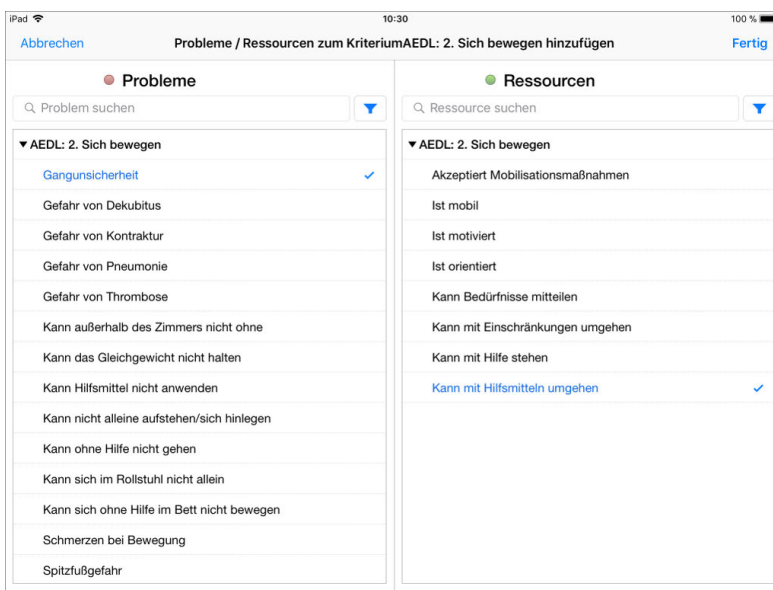 iPad 10:30 100 %
Abbrechen Probleme / Ressourcen zum KriteriumAEDL: 2. Sich bewegen hinzufügen Fertig
Probleme
Problem suchen
AEDL: 2. Sich bewegen
Gangunsicherheit
Gefahr von Dekubitus
Gefahr von Kontraktur
Gefahr von Pneumonie
Gefahr von Thrombose
Kann außerhalb des Zimmers nicht ohne
Kann das Gleichgewicht nicht halten
Kann Hilfsmittel nicht anwenden
Kann nicht alleine aufstehen/sich hinlegen
Kann ohne Hilfe nicht gehen
Kann sich im Rollstuhl nicht allein
Kann sich ohne Hilfe im Bett nicht bewegen
Schmerzen bei Bewegung
Spitzfußgefahr
Ressourcen
Ressource suchen
AEDL: 2. Sich bewegen
Akzeptiert Mobilisationsmaßnahmen
Ist mobil
Ist motiviert
Ist orientiert
Kann Bedürfnisse mitteilen
Kann mit Einschränkungen umgehen
Kann mit Hilfe stehen
Kann mit Hilfsmitteln umgehen